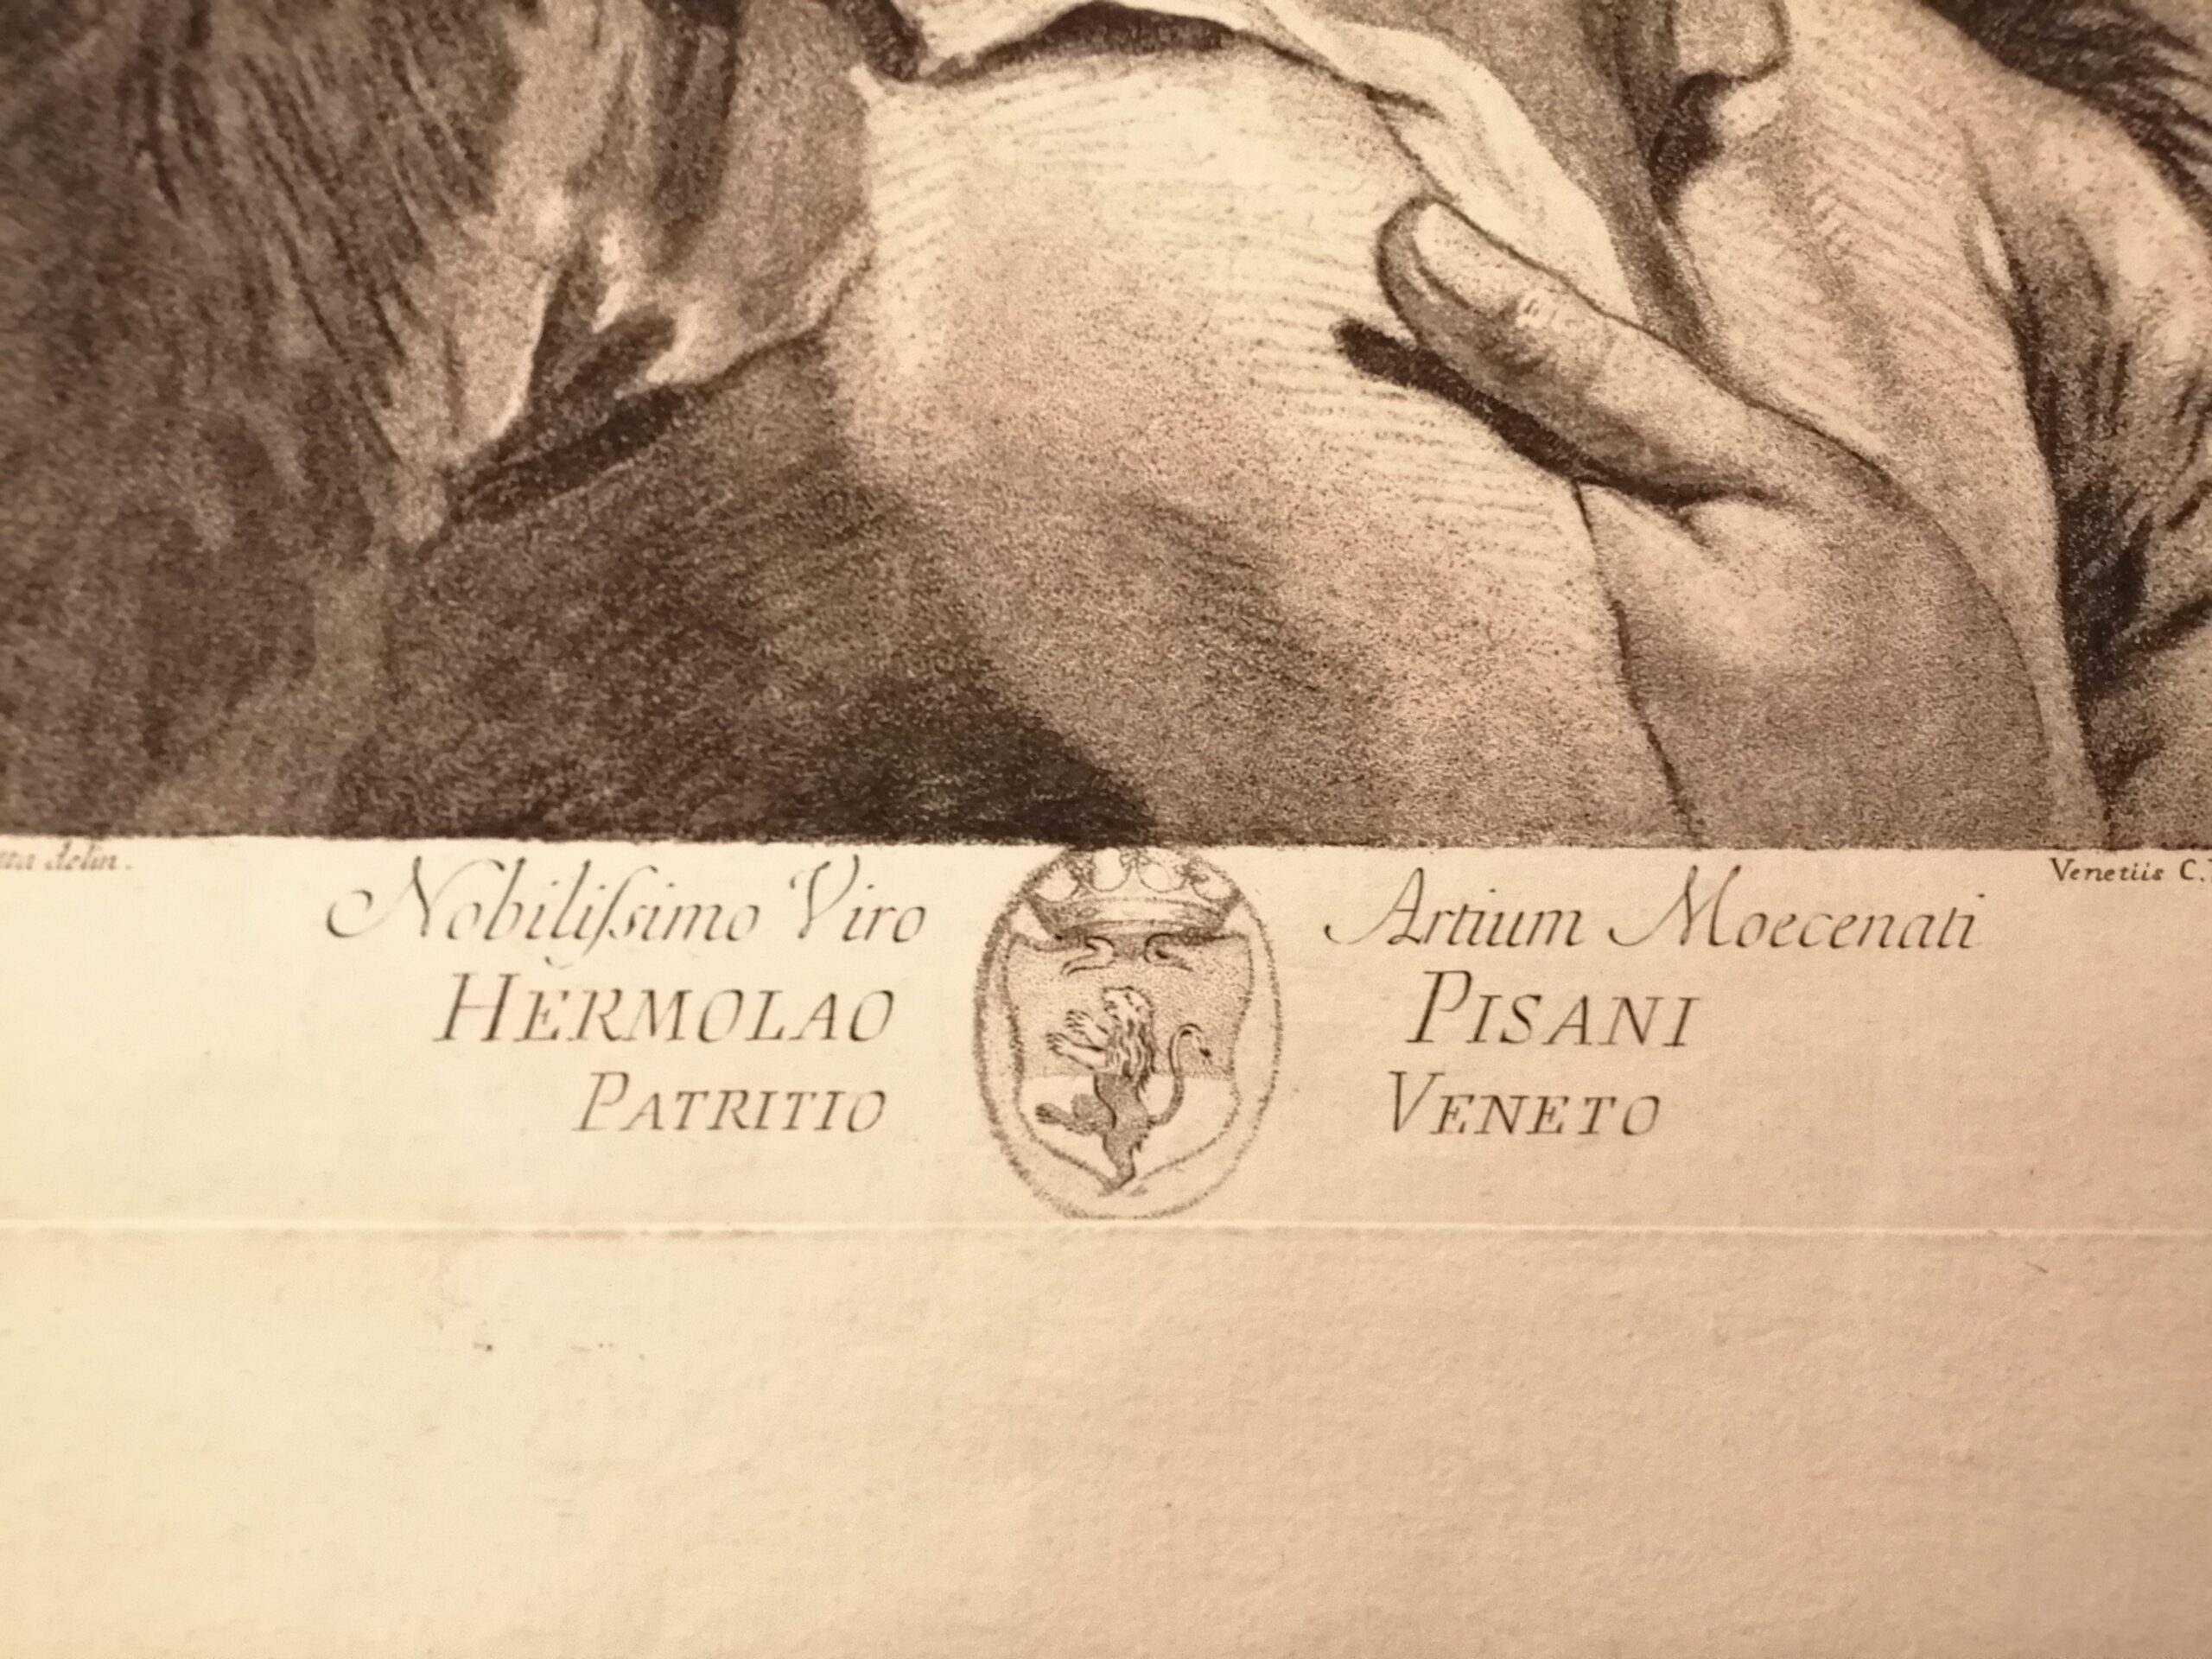 delin.
Venetiis C.
Nobiliſsimo Viro Artium Moecenati
HERMOLAO PISANI
PATRITIO VENETO